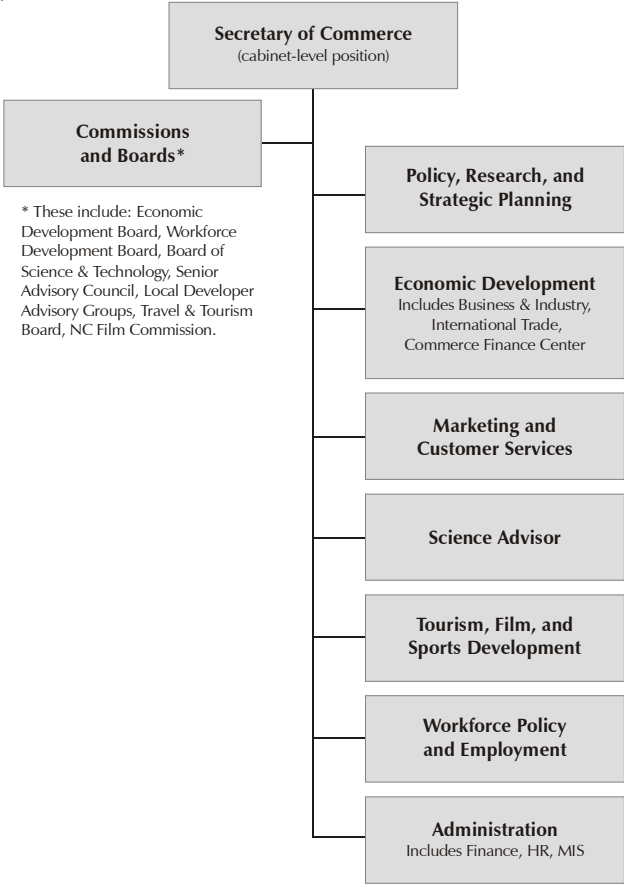 Secretary of Commerce
(cabinet-level position)
Commissions
and Boards*
* These include: Economic
Development Board, Workforce
Development Board, Board of
Science & Technology, Senior
Advisory Council, Local Developer
Advisory Groups, Travel & Tourism
Board, NC Film Commission.
Policy, Research, and
Strategic Planning
Economic Development
Includes Business & Industry,
International Trade,
Commerce Finance Center
Marketing and
Customer Services
Science Advisor
Tourism, Film, and
Sports Development
Workforce Policy
and Employment
Administration
Includes Finance, HR, MIS